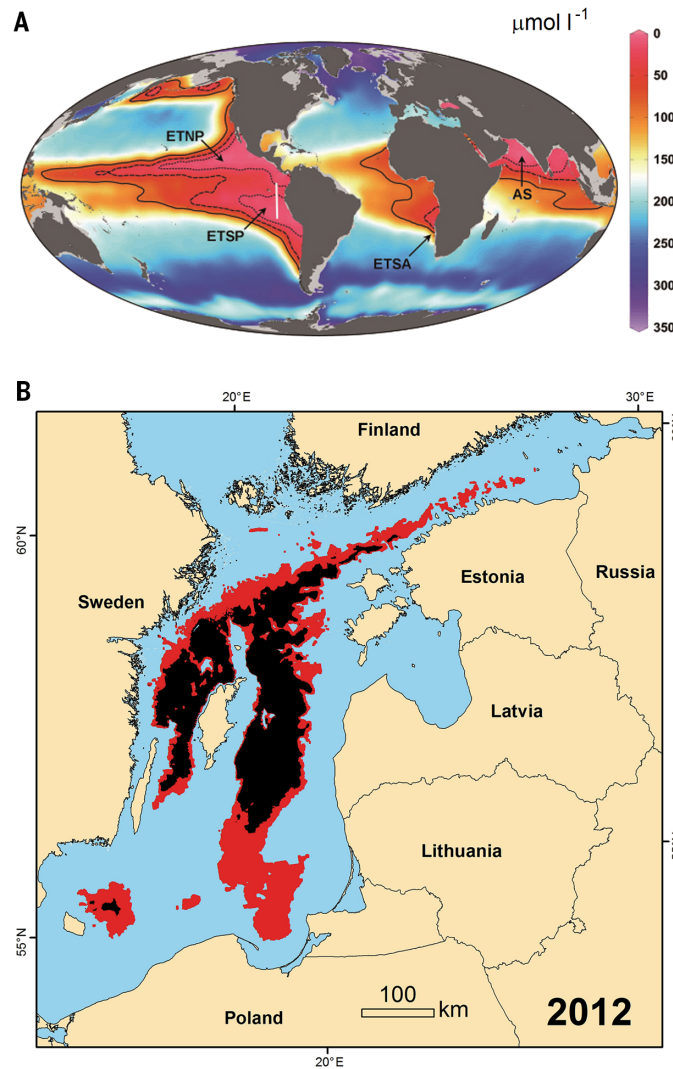 A
μmol l⁻¹
0
50
100
150
200
250
300
350
ETNP
ETSP
ETSA
AS
B
20°E
30°E
Finland
60°N
Estonia
Russia
Sweden
Latvia
Lithuania
55°N
100
km
Poland
2012
20°E